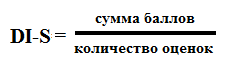 DI-S = сумма баллов
количество оценок